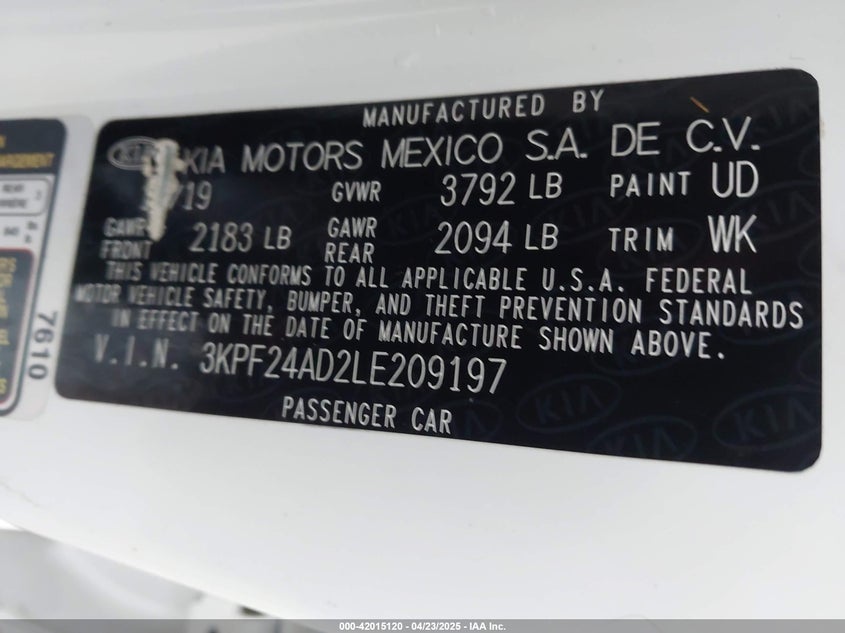 MANUFACTURED BY
KIA KIA MOTORS MEXICO S.A. DE C.V.
/19 GVWR 3792 LB PAINT UD
GAWR FRONT 2183 LB GAWR REAR 2094 LB TRIM WK
THIS VEHICLE CONFORMS TO ALL APPLICABLE U.S.A. FEDERAL
MOTOR VEHICLE SAFETY, BUMPER, AND THEFT PREVENTION STANDARDS
IN EFFECT ON THE DATE OF MANUFACTURE SHOWN ABOVE.
V.I.N. 3KPF24AD2LE209197
PASSENGER CAR
7610
000-42015120 | 04/23/2025 - IAA Inc.